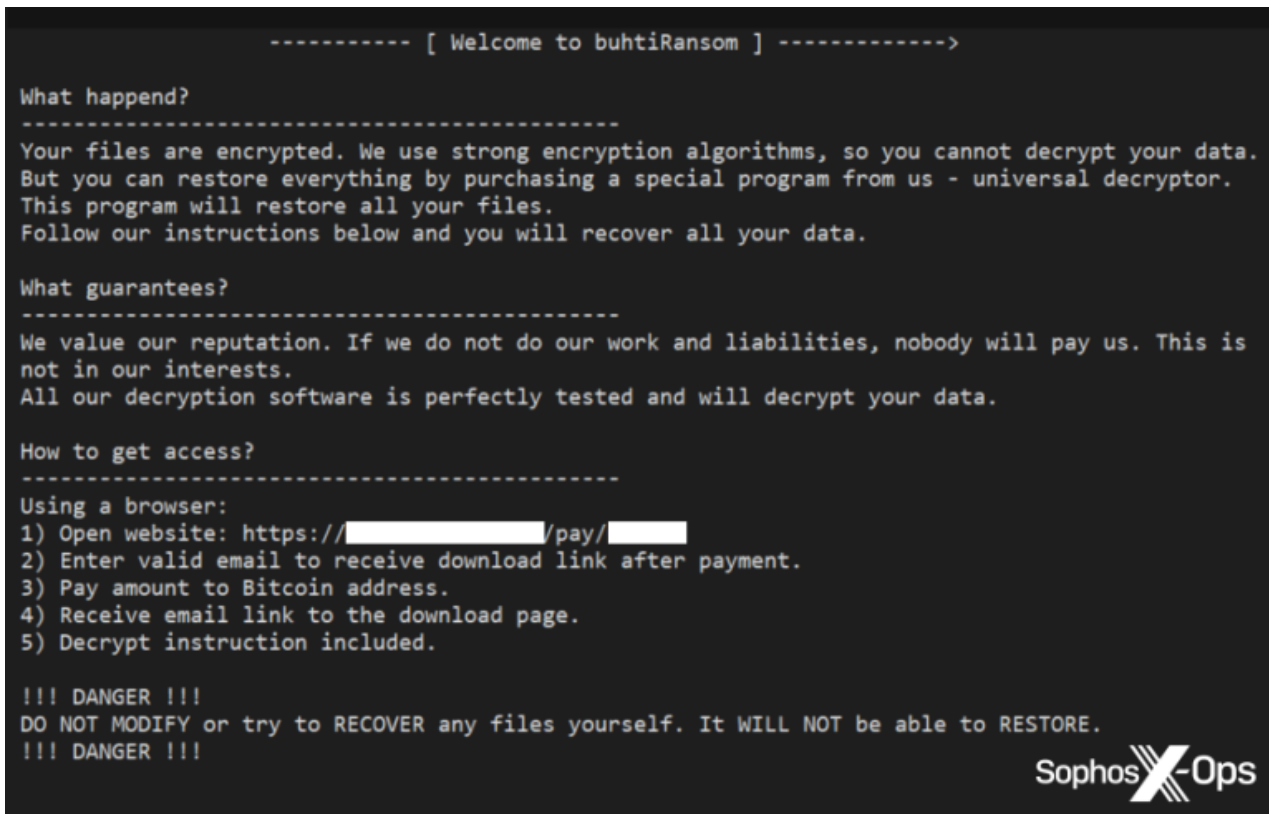 ----------- [ Welcome to buhtiRansom ] ------------->
What happend?
----------------------------------------------
Your files are encrypted. We use strong encryption algorithms, so you cannot decrypt your data.
But you can restore everything by purchasing a special program from us - universal decryptor.
This program will restore all your files.
Follow our instructions below and you will recover all your data.
What guarantees?
----------------------------------------------
We value our reputation. If we do not do our work and liabilities, nobody will pay us. This is
not in our interests.
All our decryption software is perfectly tested and will decrypt your data.
How to get access?
----------------------------------------------
Using a browser:
1) Open website: https:// /pay/
2) Enter valid email to receive download link after payment.
3) Pay amount to Bitcoin address.
4) Receive email link to the download page.
5) Decrypt instruction included.
!!! DANGER !!!
DO NOT MODIFY or try to RECOVER any files yourself. It WILL NOT be able to RESTORE.
!!! DANGER !!!
Sophos X-Ops